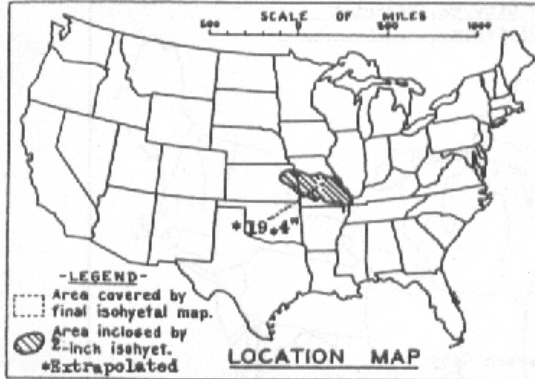 SCALE OF MILES
500 0 500 1000
*19.4"
-LEGEND-
Area covered by
final isohyetal map.
Area inclosed by
2-inch isohyet.
*Extrapolated
LOCATION MAP